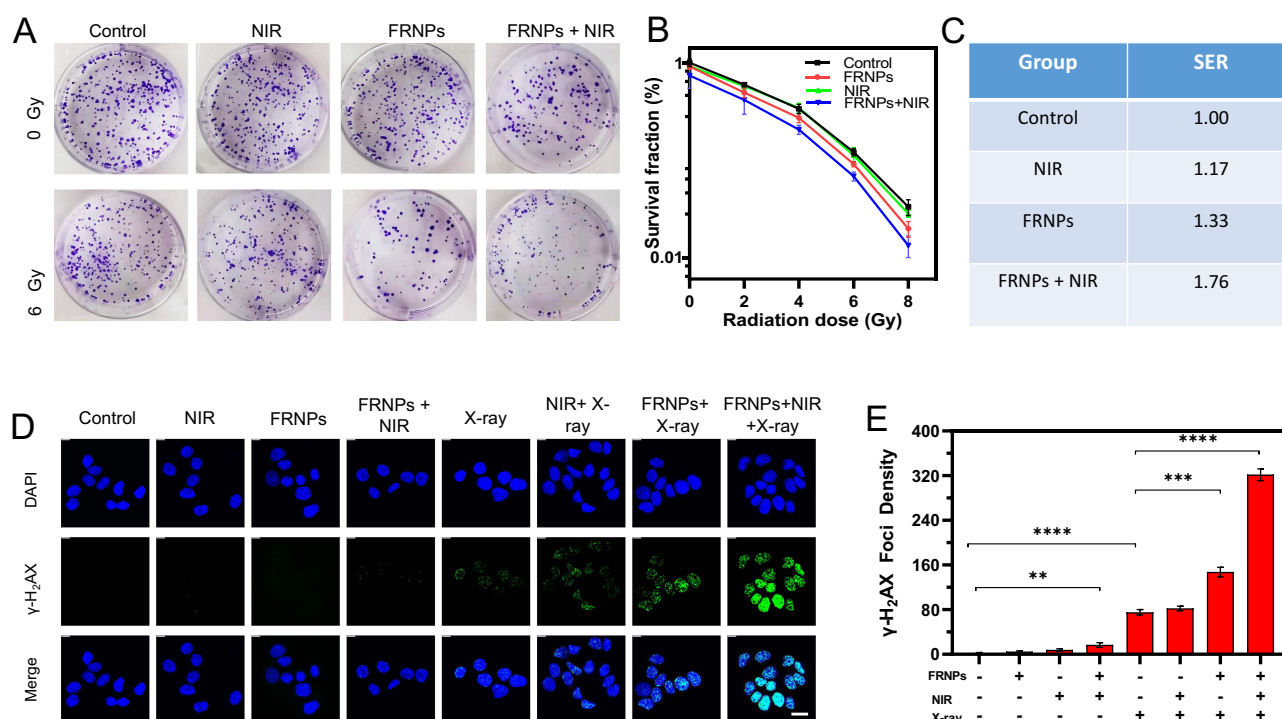 A
Control NIR FRNPs FRNPs + NIR
0 Gy
6 Gy
B
Survival fraction (%)
1
0.01
Control
FRNPs
NIR
FRNPs+NIR
0 2 4 6 8
Radiation dose (Gy)
C
Group SER
Control 1.00
NIR 1.17
FRNPs 1.33
FRNPs + NIR 1.76
D
Control NIR FRNPs FRNPs + NIR X-ray NIR+ X-ray FRNPs+ X-ray FRNPs+NIR +X-ray
DAPI
γ-H₂AX
Merge
E
γ-H₂AX Foci Density
400
320
240
160
80
0
**
****
***
****
FRNPs - + - + - - + +
NIR - - + + - + - +
X-ray - - - - + + + +